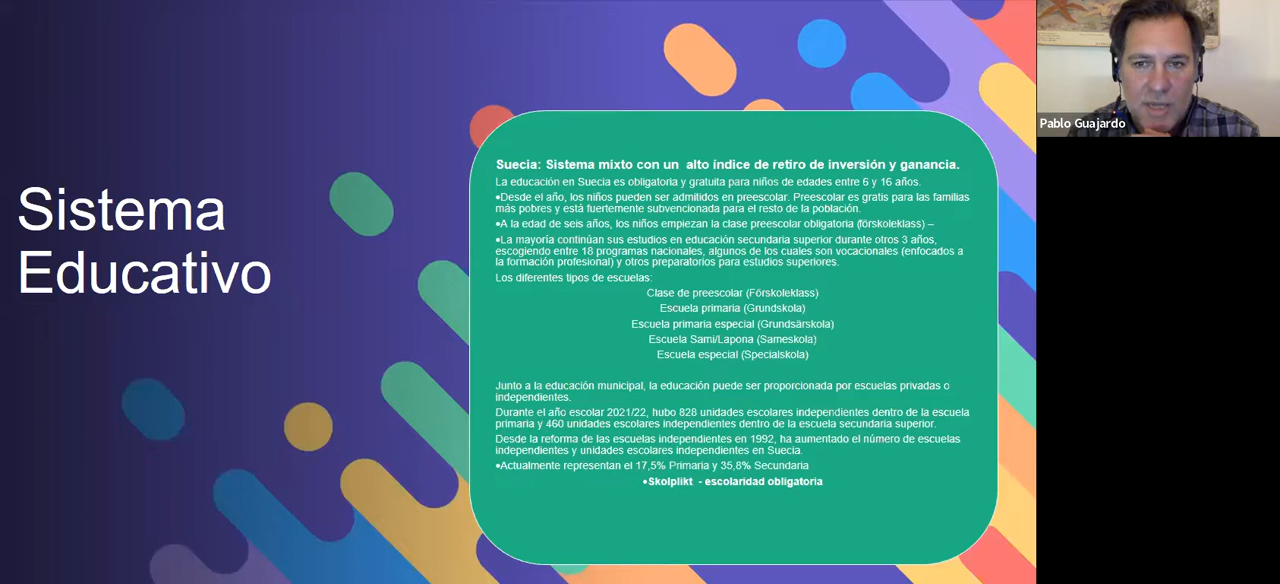 Sistema
Educativo
Suecia: Sistema mixto con un alto índice de retiro de inversión y ganancia.
La educación en Suecia es obligatoria y gratuita para niños de edades entre 6 y 16 años.
•Desde el año, los niños pueden ser admitidos en preescolar. Preescolar es gratis para las familias
más pobres y está fuertemente subvencionada para el resto de la población.
•A la edad de seis años, los niños empiezan la clase preescolar obligatoria (förskoleklass) –
•La mayoría continúan sus estudios en educación secundaria superior durante otros 3 años,
escogiendo entre 18 programas nacionales, algunos de los cuales son vocacionales (enfocados a
la formación profesional) y otros preparatorios para estudios superiores.
Los diferentes tipos de escuelas:
Clase de preescolar (Förskoleklass)
Escuela primaria (Grundskola)
Escuela primaria especial (Grundsärskola)
Escuela Sami/Lapona (Sameskola)
Escuela especial (Specialskola)
Junto a la educación municipal, la educación puede ser proporcionada por escuelas privadas o
independientes.
Durante el año escolar 2021/22, hubo 828 unidades escolares independientes dentro de la escuela
primaria y 460 unidades escolares independientes dentro de la escuela secundaria superior.
Desde la reforma de las escuelas independientes en 1992, ha aumentado el número de escuelas
independientes y unidades escolares independientes en Suecia.
•Actualmente representan el 17,5% Primaria y 35,8% Secundaria
•Skolplikt - escolaridad obligatoria
Pablo Guajardo